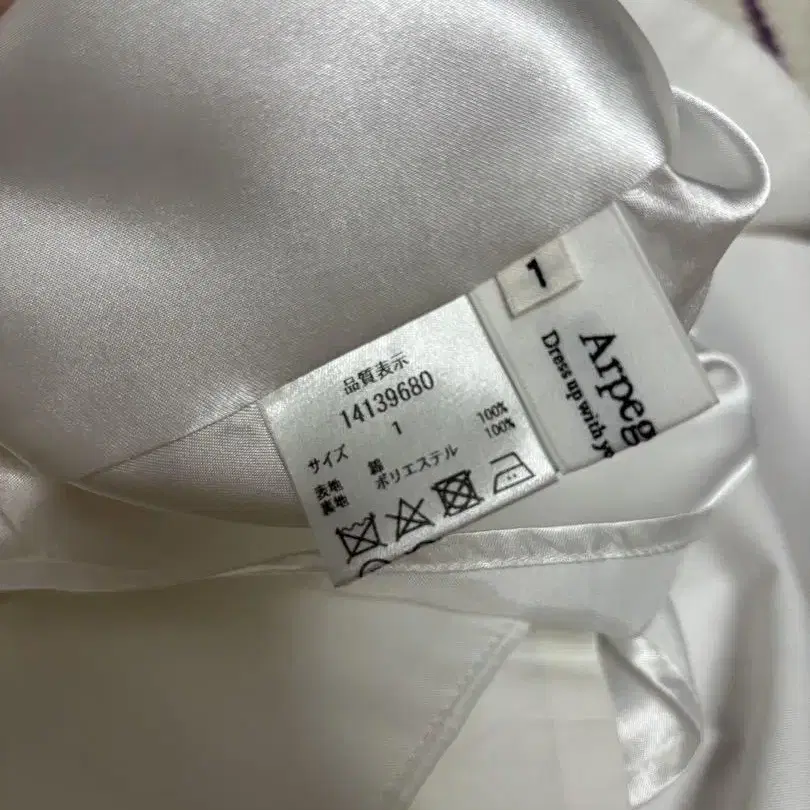 品質表示
14139680
サイズ 1
表地 綿 100%
裏地 ポリエステル 100%
1
Arpeg
Dress up with yo